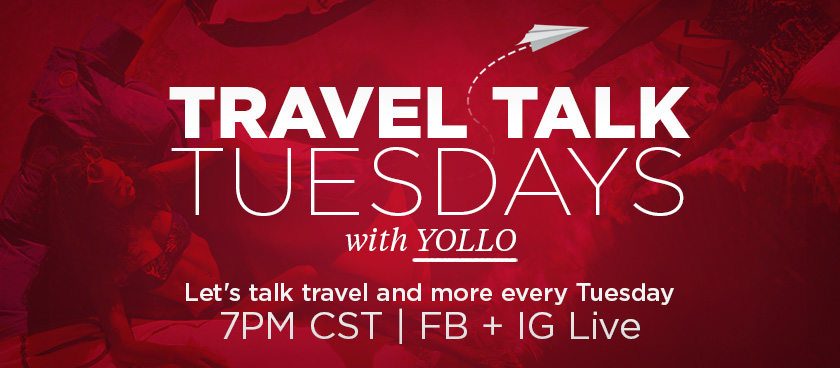 TRAVEL TALK
TUESDAYS
with YOLLO
Let's talk travel and more every Tuesday
7PM CST | FB + IG Live